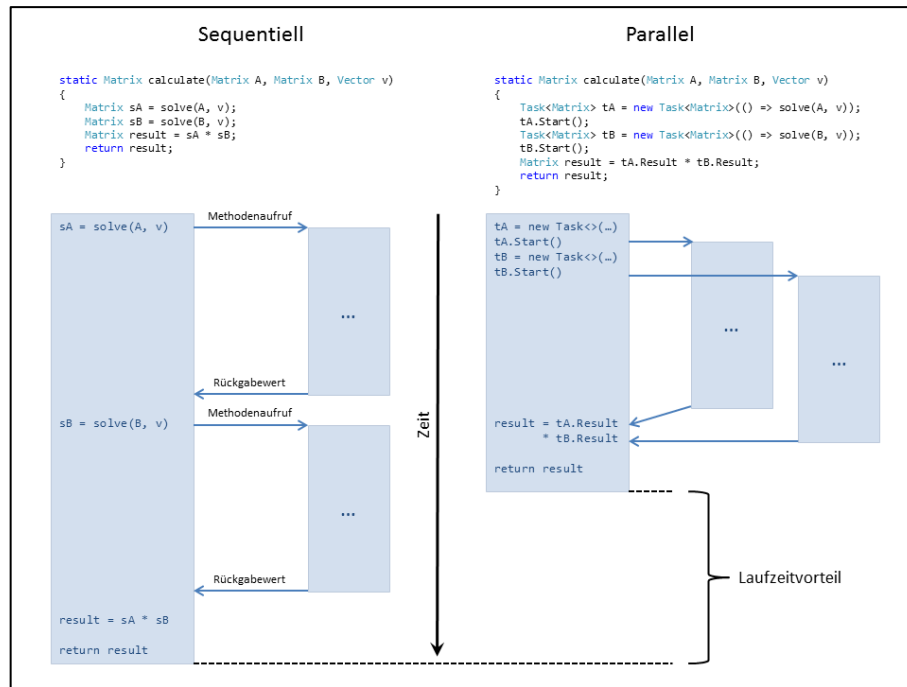 Sequentiell
static Matrix calculate(Matrix A, Matrix B, Vector v)
{
    Matrix sA = solve(A, v);
    Matrix sB = solve(B, v);
    Matrix result = sA * sB;
    return result;
}
sA = solve(A, v)
Methodenaufruf
...
Rückgabewert
sB = solve(B, v)
Methodenaufruf
...
Rückgabewert
result = sA * sB
return result
Zeit
Parallel
static Matrix calculate(Matrix A, Matrix B, Vector v)
{
    Task<Matrix> tA = new Task<Matrix>(() => solve(A, v));
    tA.Start();
    Task<Matrix> tB = new Task<Matrix>(() => solve(B, v));
    tB.Start();
    Matrix result = tA.Result * tB.Result;
    return result;
}
tA = new Task<>(…)
tA.Start()
tB = new Task<>(…)
tB.Start()
...
...
result = tA.Result
* tB.Result
return result
Laufzeitvorteil